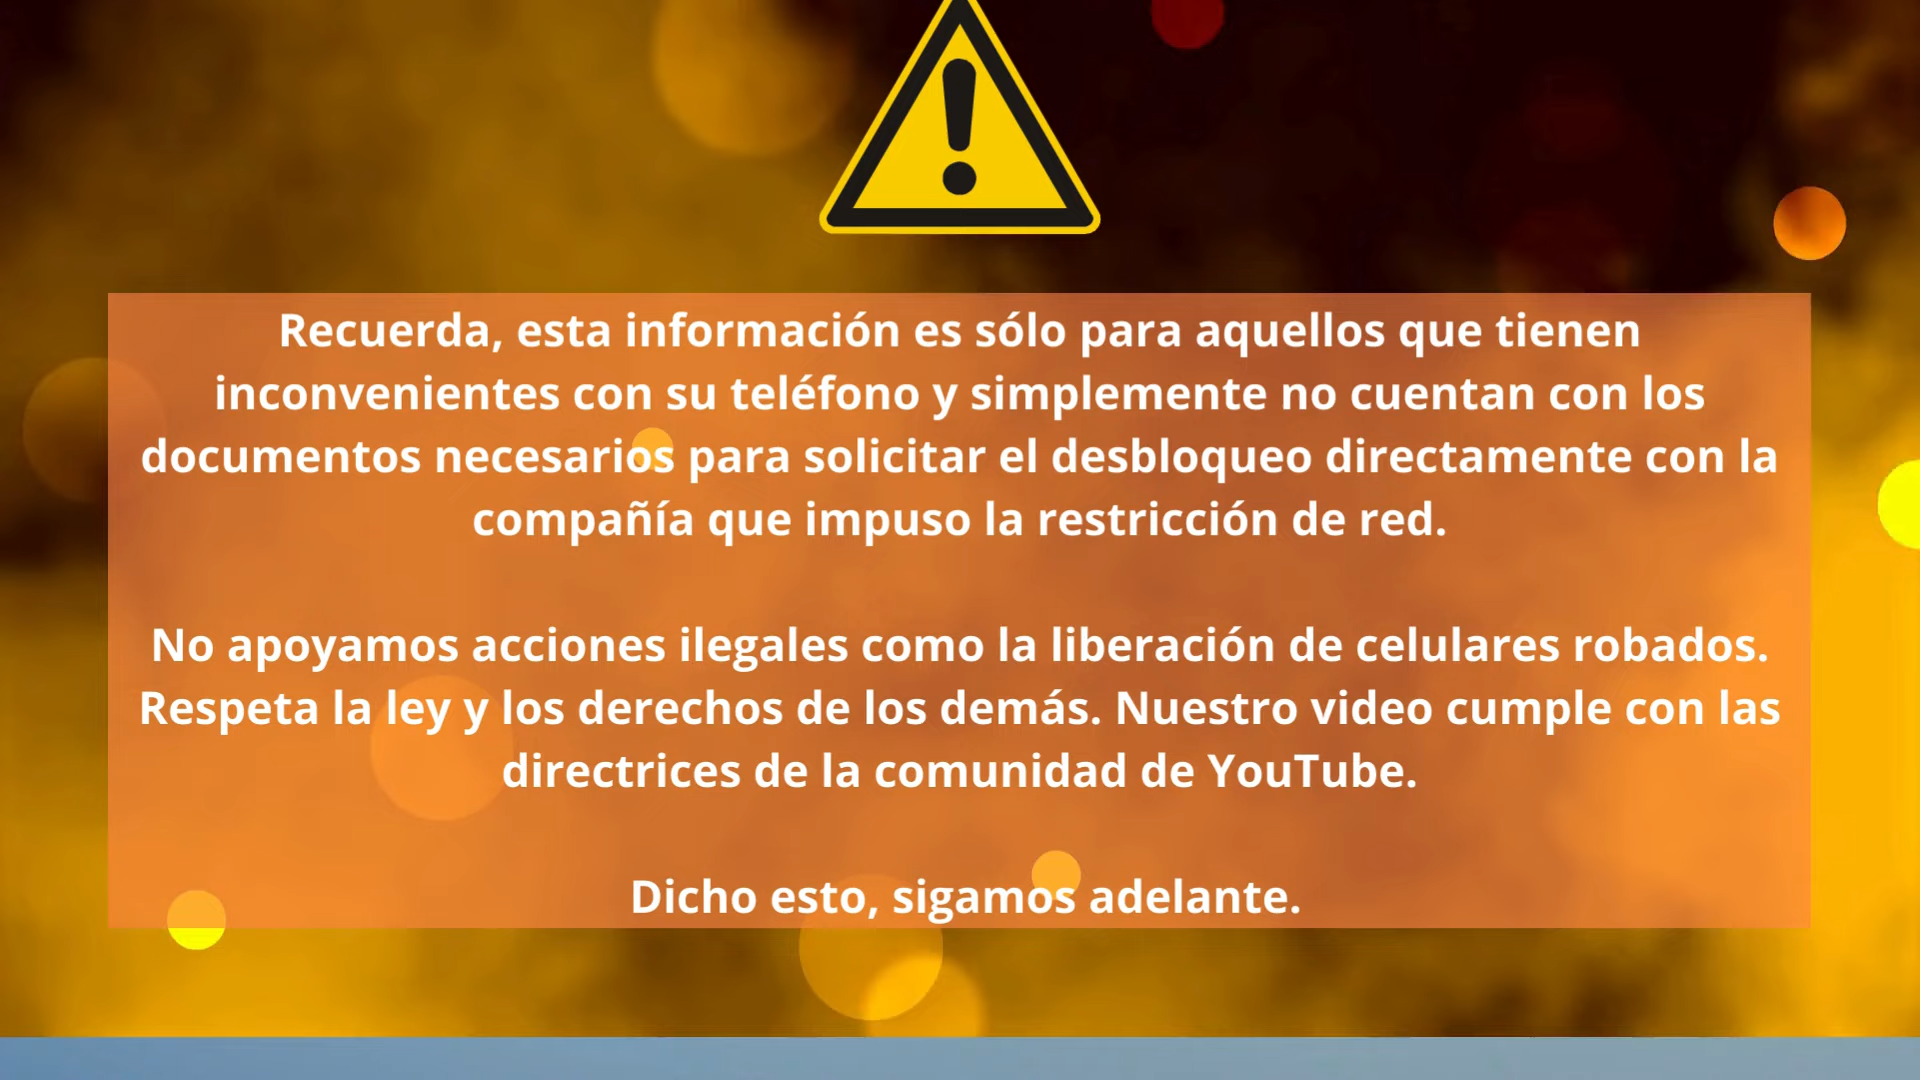 Recuerda, esta información es sólo para aquellos que tienen
inconvenientes con su teléfono y simplemente no cuentan con los
documentos necesarios para solicitar el desbloqueo directamente con la
compañía que impuso la restricción de red.
No apoyamos acciones ilegales como la liberación de celulares robados.
Respeta la ley y los derechos de los demás. Nuestro video cumple con las
directrices de la comunidad de YouTube.
Dicho esto, sigamos adelante.